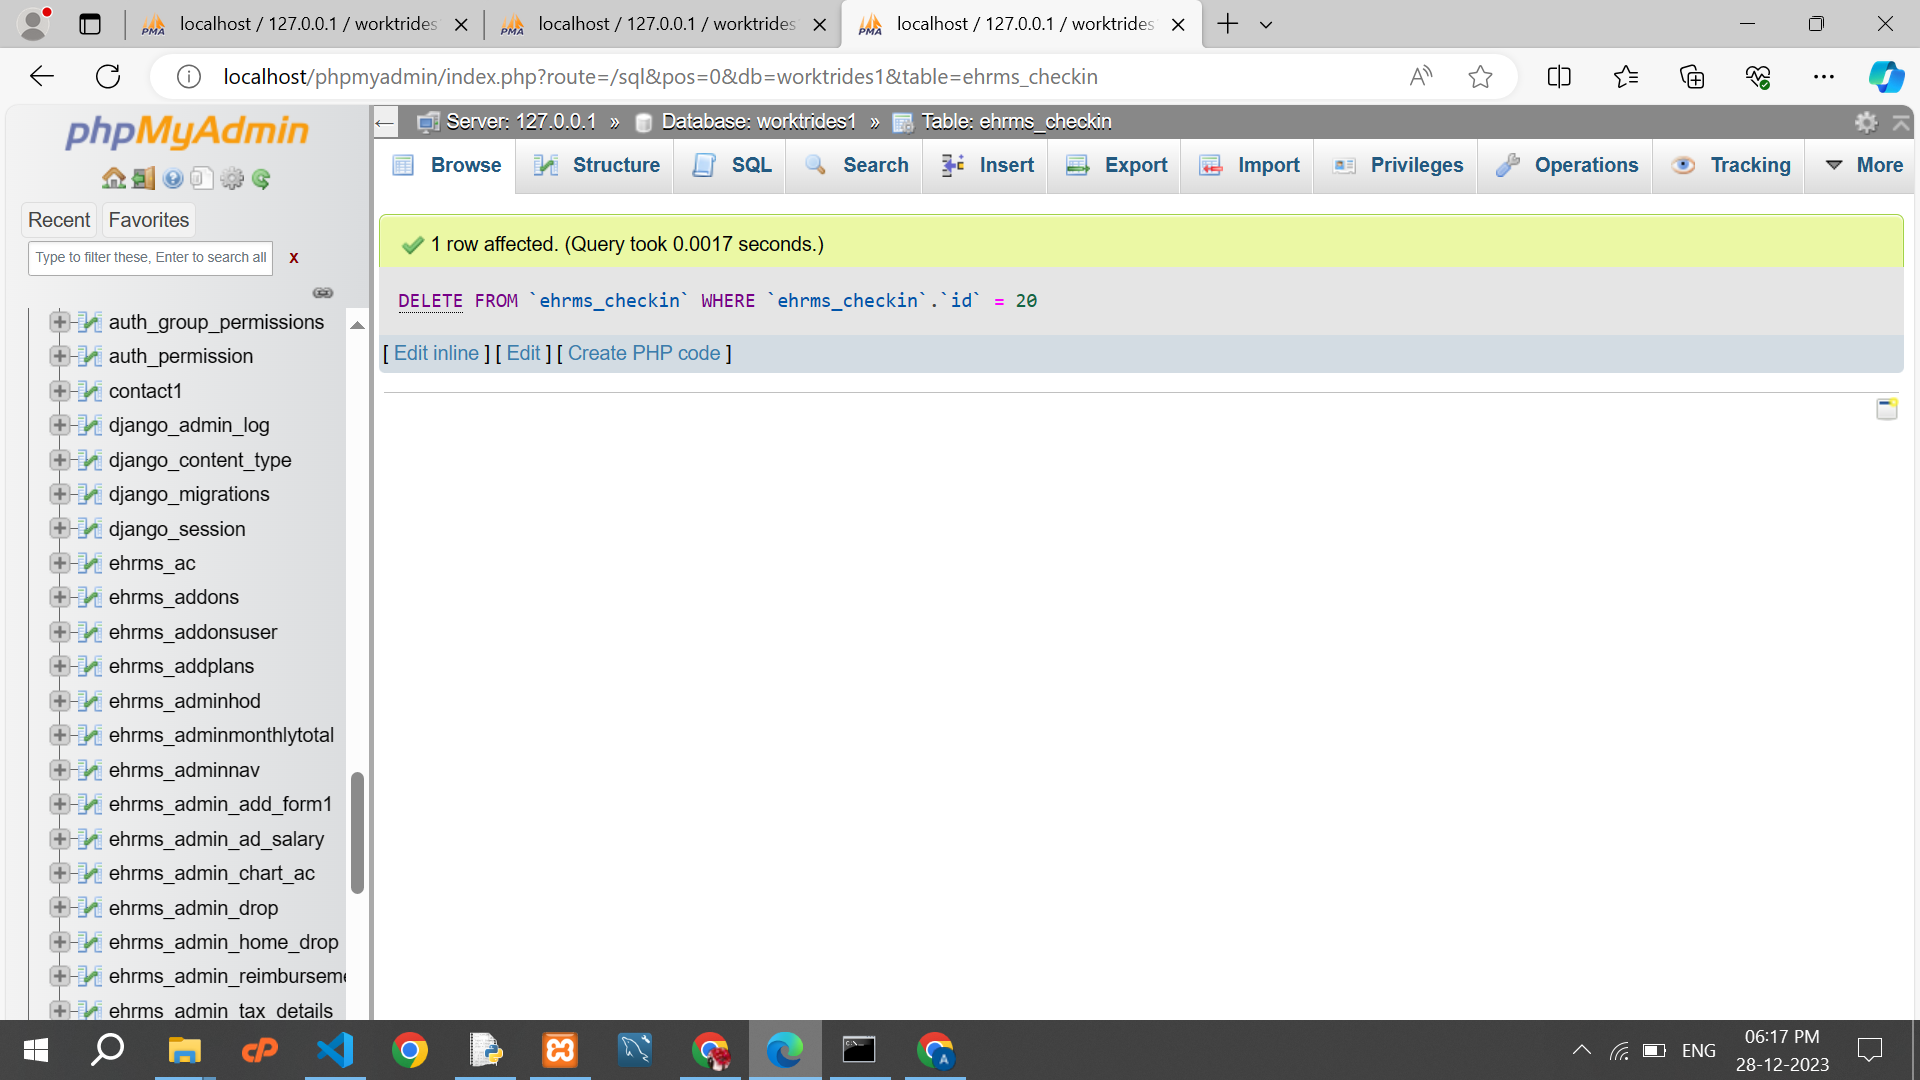 localhost / 127.0.0.1 / worktrides
localhost / 127.0.0.1 / worktrides
localhost / 127.0.0.1 / worktrides
localhost/phpmyadmin/index.php?route=/sql&pos=0&db=worktrides1&table=ehrms_checkin
phpMyAdmin
Recent Favorites
Type to filter these, Enter to search all X
auth_group_permissions
auth_permission
contact1
django_admin_log
django_content_type
django_migrations
django_session
ehrms_ac
ehrms_addons
ehrms_addonsuser
ehrms_addplans
ehrms_adminhod
ehrms_adminmonthlytotal
ehrms_adminnav
ehrms_admin_add_form1
ehrms_admin_ad_salary
ehrms_admin_chart_ac
ehrms_admin_drop
ehrms_admin_home_drop
ehrms_admin_reimburseme
ehrms_admin_tax_details
Server: 127.0.0.1 » Database: worktrides1 » Table: ehrms_checkin
Browse Structure SQL Search Insert Export Import Privileges Operations Tracking More
1 row affected. (Query took 0.0017 seconds.)
DELETE FROM `ehrms_checkin` WHERE `ehrms_checkin`.`id` = 20
[ Edit inline ] [ Edit ] [ Create PHP code ]
ENG
06:17 PM
28-12-2023